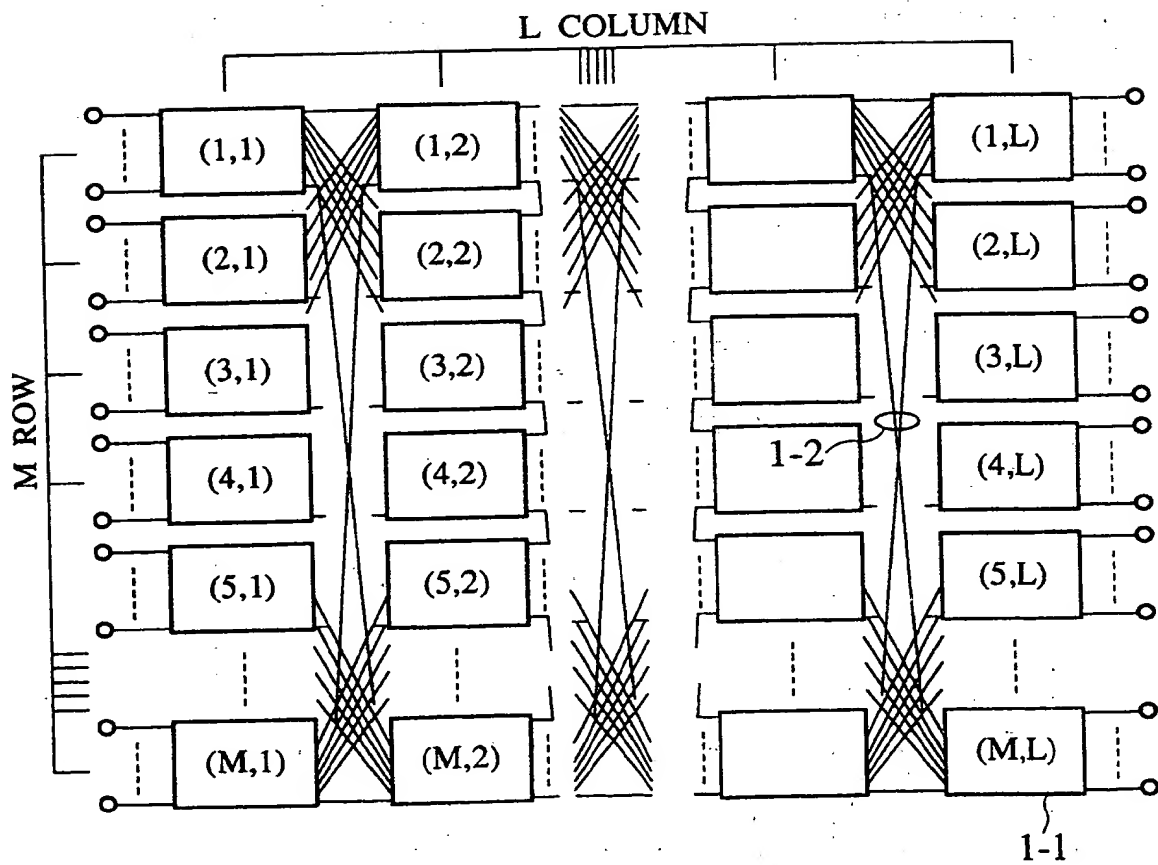 L COLUMN
(1,1) (1,2) (1,L)
(2,1) (2,2) (2,L)
(3,1) (3,2) (3,L)
M ROW
1-2
(4,1) (4,2) (4,L)
(5,1) (5,2) (5,L)
(M,1) (M,2) (M,L)
1-1